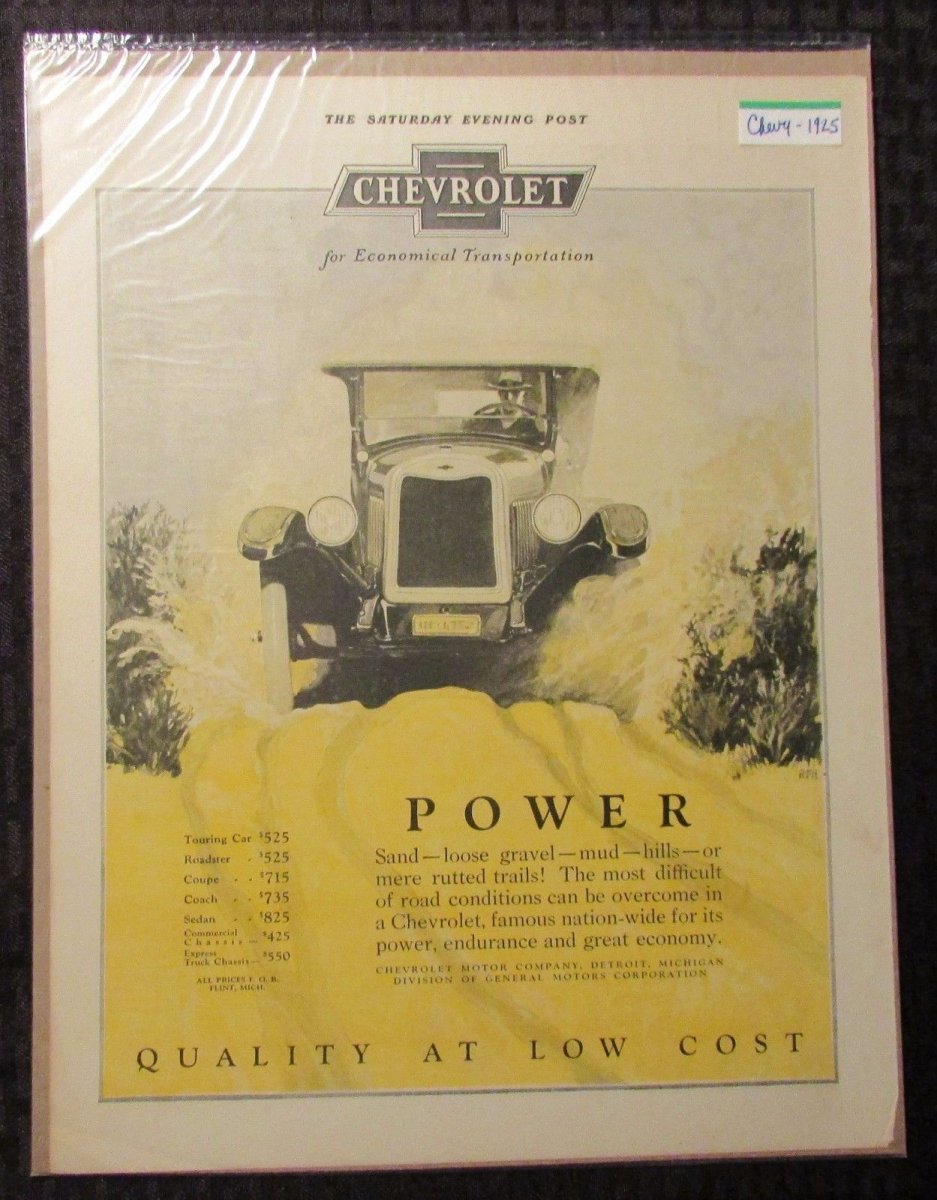 THE SATURDAY EVENING POST
Chevy - 1925
CHEVROLET
for Economical Transportation
POWER
Touring Car $525
Roadster - $525
Coupe - - $715
Coach - - $735
Sedan - - $825
Commercial
Chassis — $425
Express
Truck Chassis — $550
ALL PRICES F. O. B.
FLINT, MICH.
Sand—loose gravel—mud—hills—or
mere rutted trails! The most difficult
of road conditions can be overcome in
a Chevrolet, famous nation-wide for its
power, endurance and great economy.
CHEVROLET MOTOR COMPANY, DETROIT, MICHIGAN
DIVISION OF GENERAL MOTORS CORPORATION
QUALITY AT LOW COST